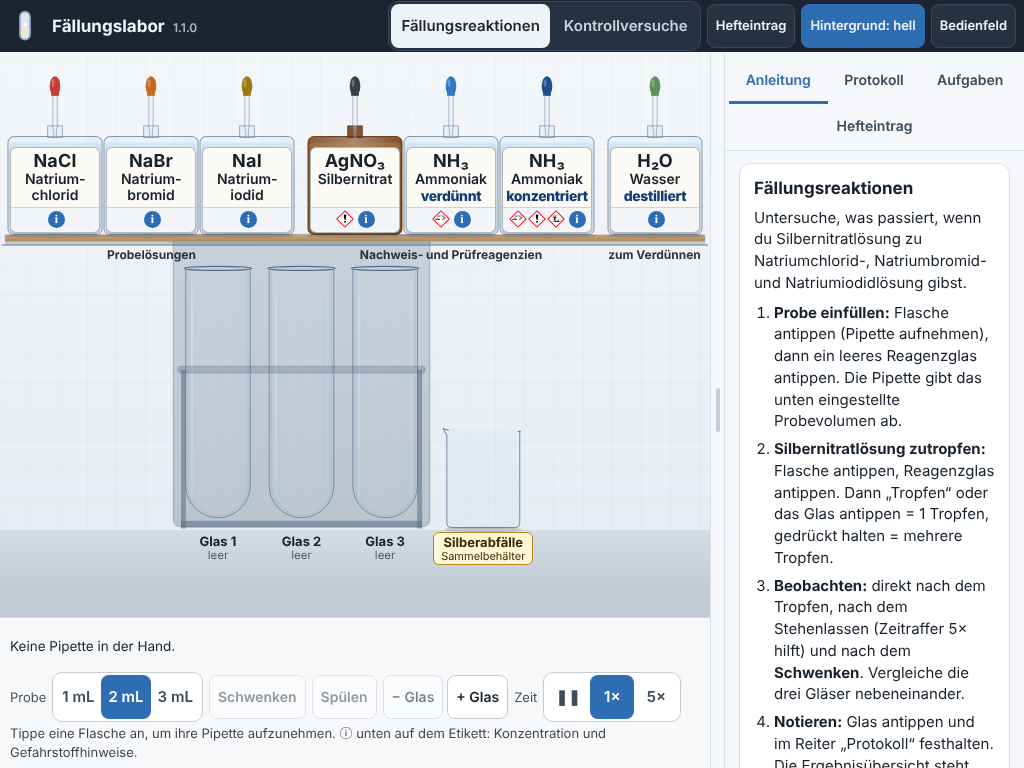 Fällungslabor 1.1.0
Fällungsreaktionen
Kontrollversuche
Hefteintrag
Hintergrund: hell
Bedienfeld
NaCl
Natrium-
chlorid
i
NaBr
Natrium-
bromid
i
NaI
Natrium-
iodid
i
AgNO₃
Silbernitrat
i
NH₃
Ammoniak
verdünnt
i
NH₃
Ammoniak
konzentriert
i
H₂O
Wasser
destilliert
i
Probelösungen
Nachweis- und Prüfreagenzien
zum Verdünnen
Glas 1
leer
Glas 2
leer
Glas 3
leer
Silberabfälle
Sammelbehälter
Keine Pipette in der Hand.
Probe
1 mL
2 mL
3 mL
Schwenken
Spülen
− Glas
+ Glas
Zeit
❚❚
1×
5×
Tippe eine Flasche an, um ihre Pipette aufzunehmen. ⓘ unten auf dem Etikett: Konzentration und
Gefahrstoffhinweise.
Anleitung
Protokoll
Aufgaben
Hefteintrag
Fällungsreaktionen
Untersuche, was passiert, wenn
du Silbernitratlösung zu
Natriumchlorid-, Natriumbromid-
und Natriumiodidlösung gibst.
1. Probe einfüllen: Flasche
antippen (Pipette aufnehmen),
dann ein leeres Reagenzglas
antippen. Die Pipette gibt das
unten eingestellte
Probevolumen ab.
2. Silbernitratlösung zutropfen:
Flasche antippen, Reagenzglas
antippen. Dann „Tropfen“ oder
das Glas antippen = 1 Tropfen,
gedrückt halten = mehrere
Tropfen.
3. Beobachten: direkt nach dem
Tropfen, nach dem
Stehenlassen (Zeitraffer 5×
hilft) und nach dem
Schwenken. Vergleiche die
drei Gläser nebeneinander.
4. Notieren: Glas antippen und
im Reiter „Protokoll“ festhalten.
Die Ergebnisübersicht steht